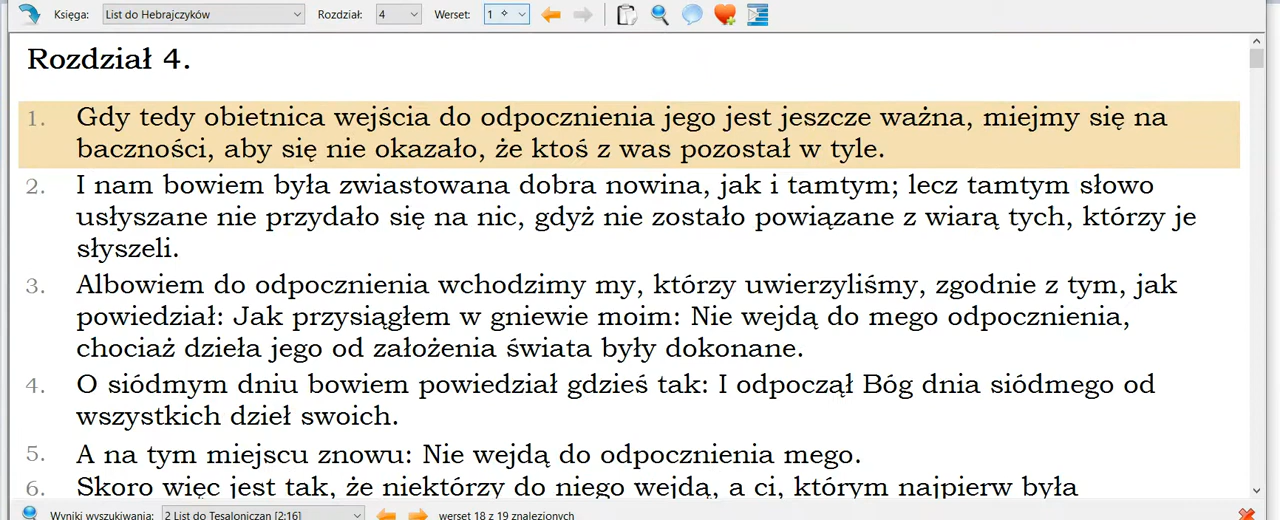 Księga: List do Hebrajczyków Rozdział: 4 Werset: 1
Rozdział 4.
1. Gdy tedy obietnica wejścia do odpocznienia jego jest jeszcze ważna, miejmy się na
baczności, aby się nie okazało, że ktoś z was pozostał w tyle.
2. I nam bowiem była zwiastowana dobra nowina, jak i tamtym; lecz tamtym słowo
usłyszane nie przydało się na nic, gdyż nie zostało powiązane z wiarą tych, którzy je
słyszeli.
3. Albowiem do odpocznienia wchodzimy my, którzy uwierzyliśmy, zgodnie z tym, jak
powiedział: Jak przysiągłem w gniewie moim: Nie wejdą do mego odpocznienia,
chociaż dzieła jego od założenia świata były dokonane.
4. O siódmym dniu bowiem powiedział gdzieś tak: I odpoczął Bóg dnia siódmego od
wszystkich dzieł swoich.
5. A na tym miejscu znowu: Nie wejdą do odpocznienia mego.
6. Skoro więc jest tak, że niektórzy do niego wejdą, a ci, którym najpierw była
Wyniki wyszukiwania: 2 List do Tesaloniczan [2:16] werset 18 z 19 znalezionych